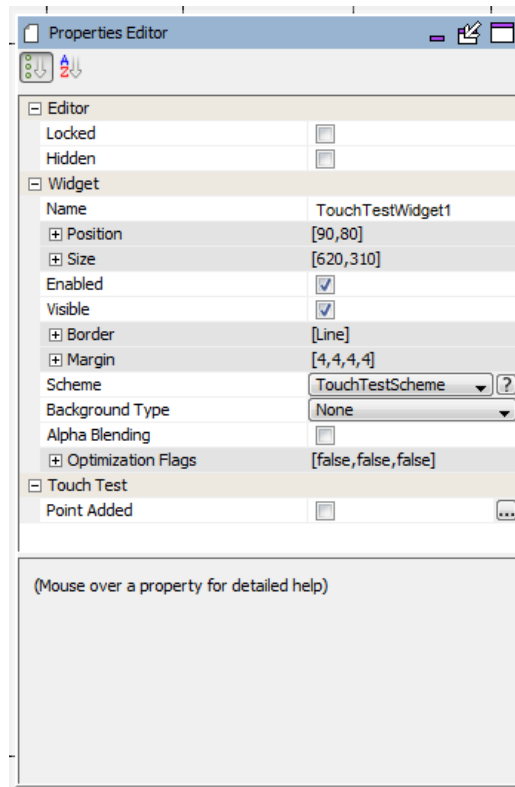 Properties Editor
A
Z
Editor
Locked
Hidden
Widget
Name TouchTestWidget1
Position [90,80]
Size [620,310]
Enabled
Visible
Border [Line]
Margin [4,4,4,4]
Scheme TouchTestScheme ?
Background Type None
Alpha Blending
Optimization Flags [false,false,false]
Touch Test
Point Added ...
(Mouse over a property for detailed help)